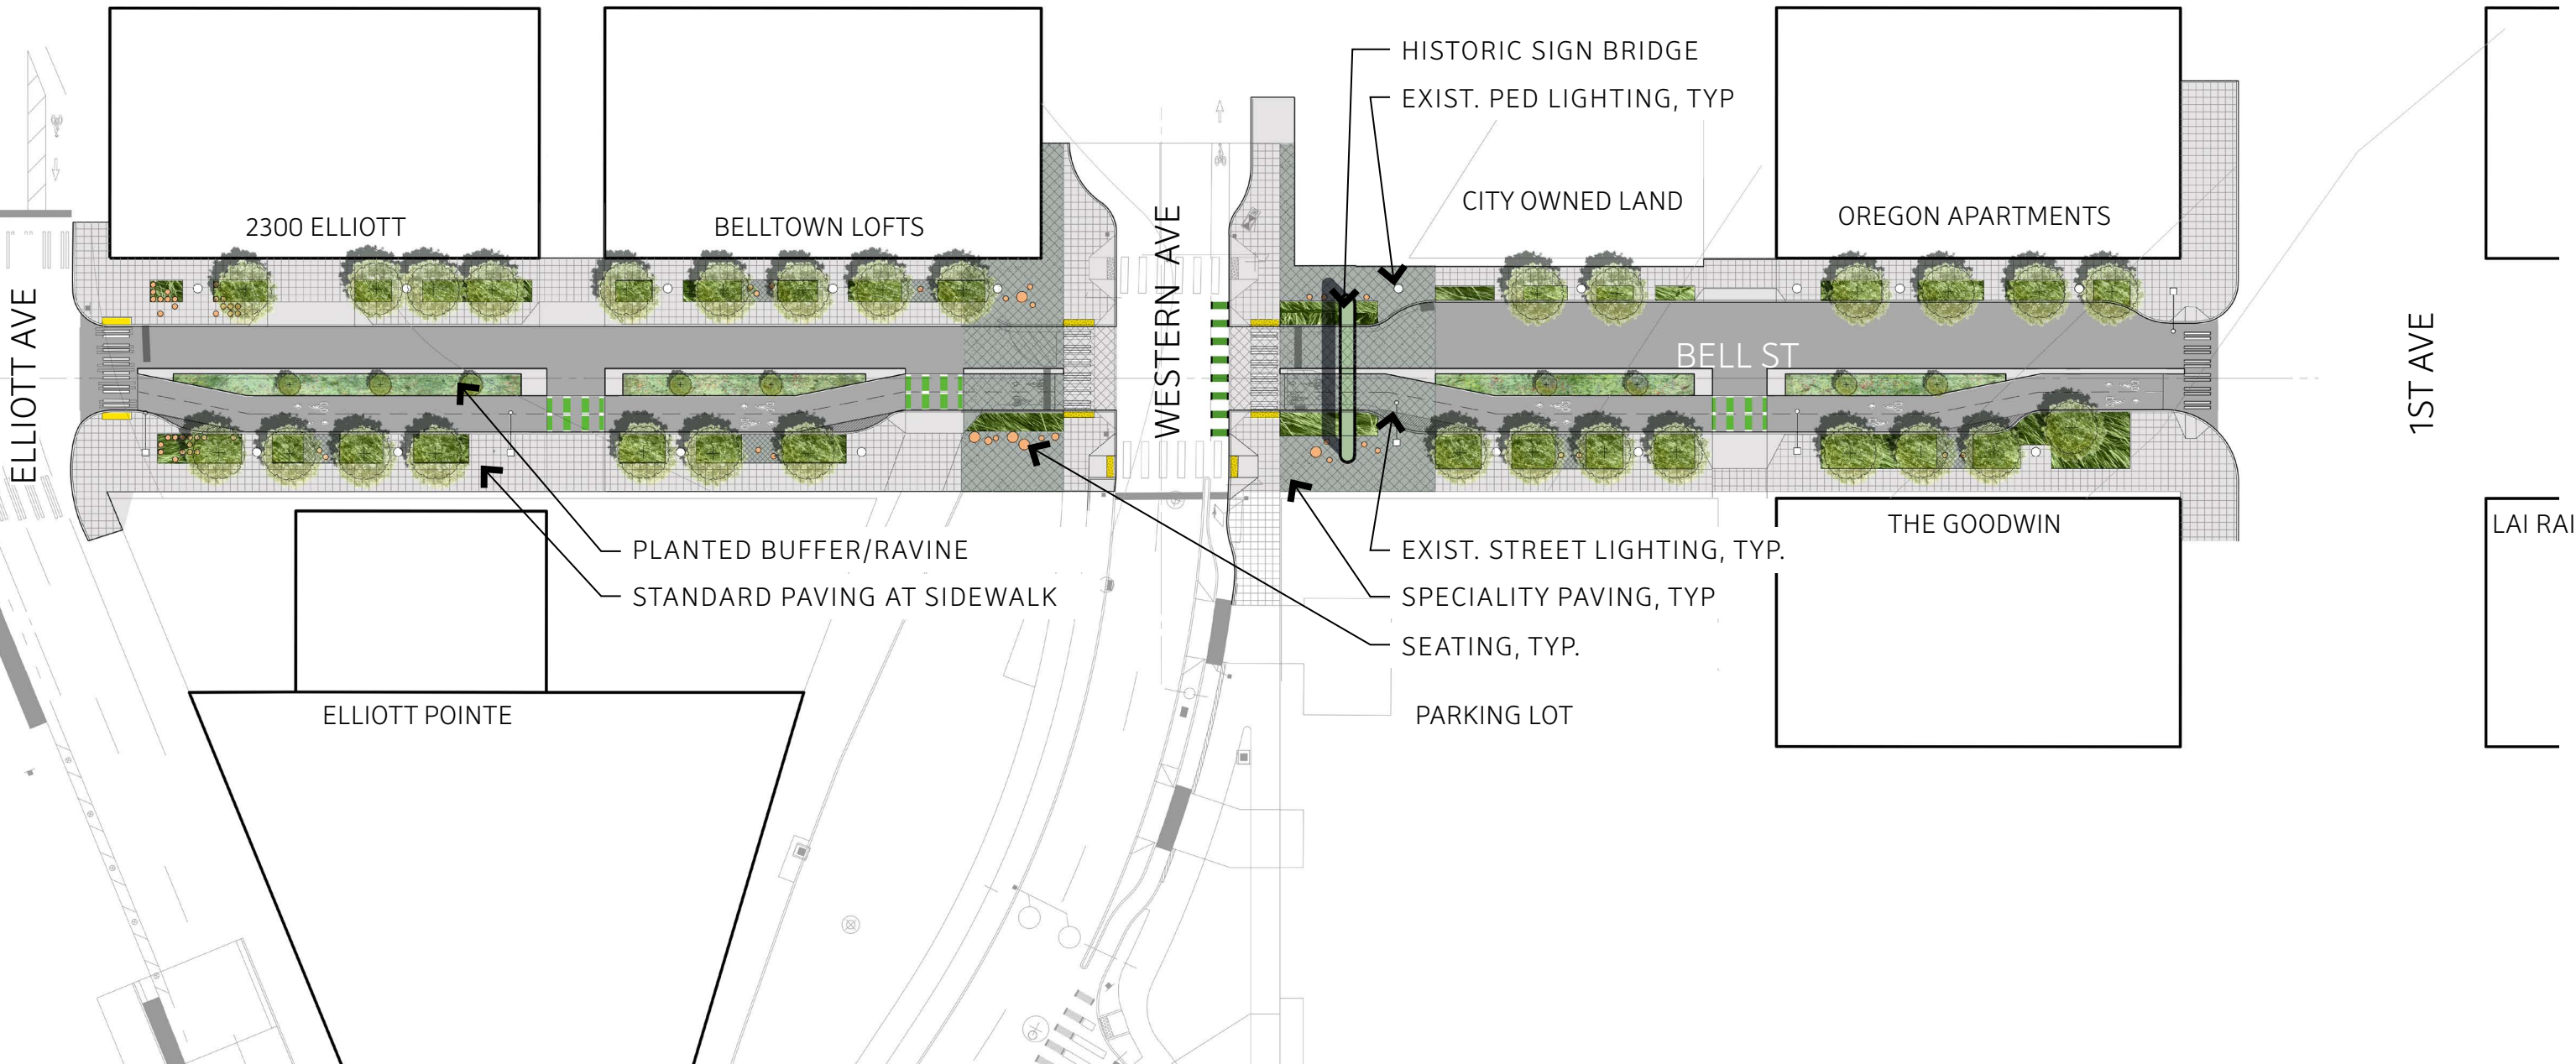 HISTORIC SIGN BRIDGE
EXIST. PED LIGHTING, TYP
CITY OWNED LAND
2300 ELLIOTT
BELLTOWN LOFTS
OREGON APARTMENTS
ELLIOTT AVE
WESTERN AVE
BELL ST
1ST AVE
PLANTED BUFFER/RAVINE
STANDARD PAVING AT SIDEWALK
EXIST. STREET LIGHTING, TYP.
SPECIALITY PAVING, TYP
SEATING, TYP.
THE GOODWIN
LAI RAI
ELLIOTT POINTE
PARKING LOT